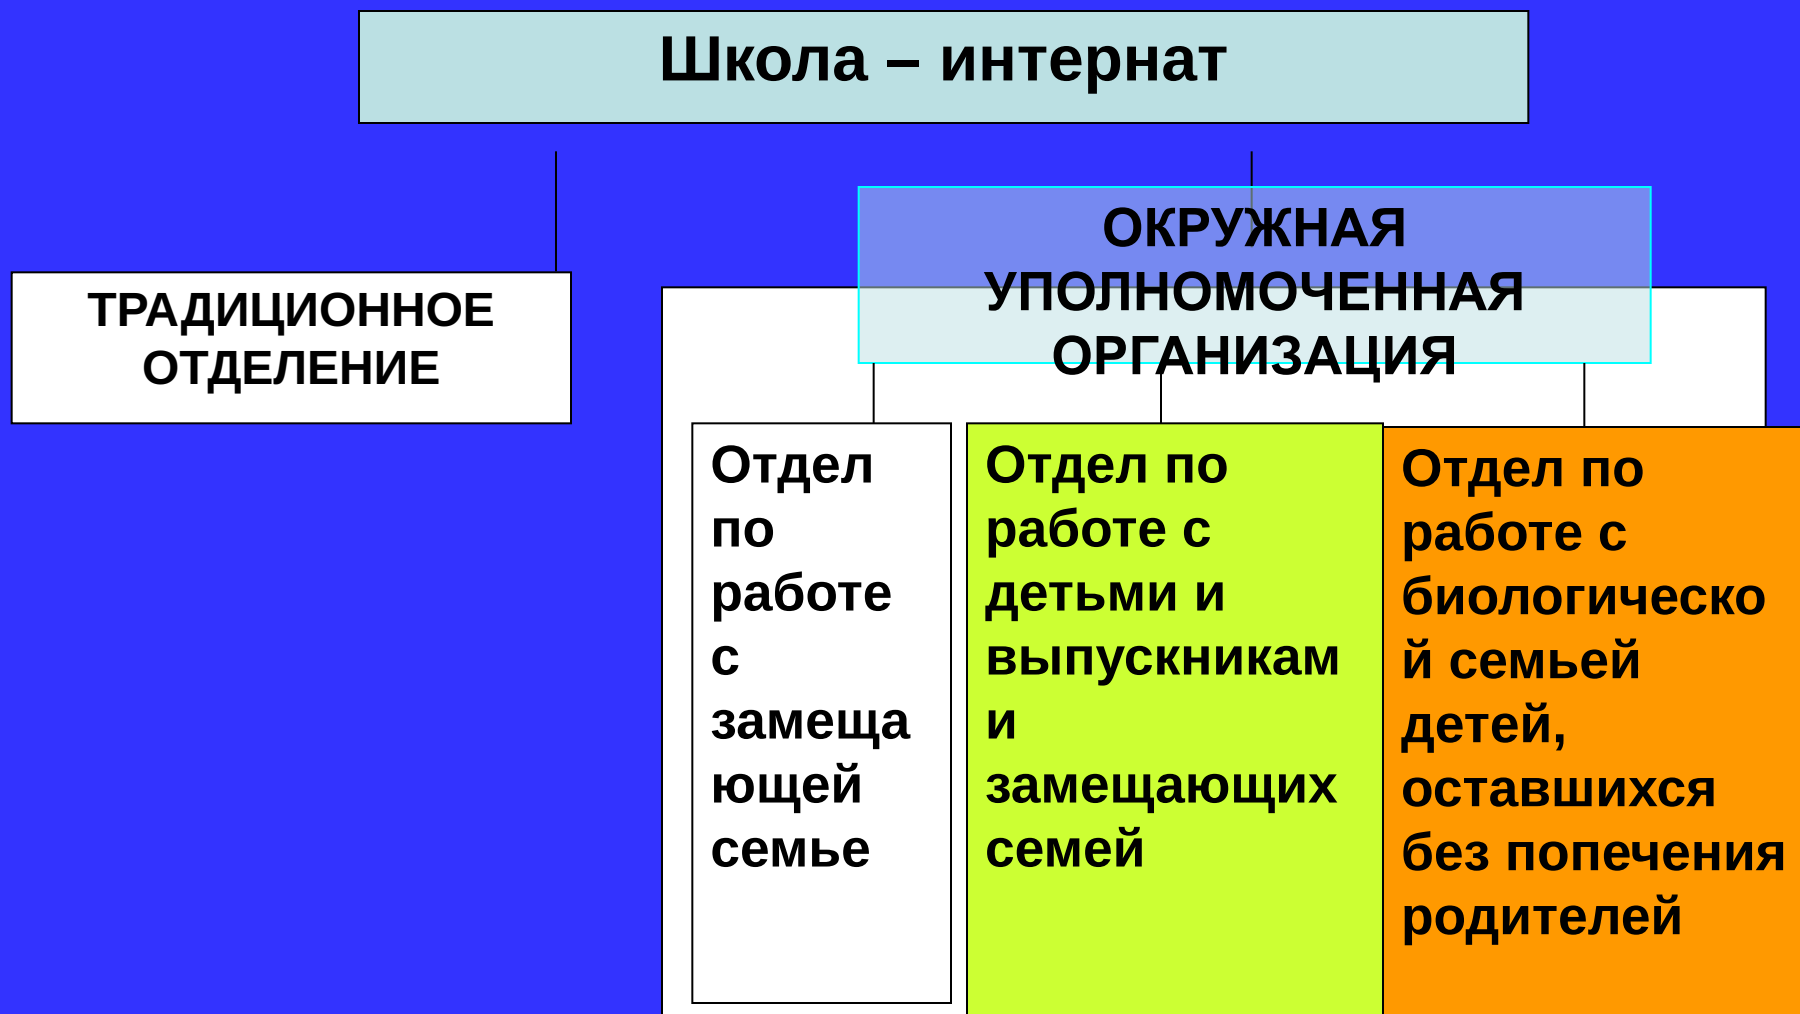 Школа – интернат
ОКРУЖНАЯ
УПОЛНОМОЧЕННАЯ
ОРГАНИЗАЦИЯ
ТРАДИЦИОННОЕ
ОТДЕЛЕНИЕ
Отдел
по
работе
с
замеща
ющей
семье
Отдел по
работе с
детьми и
выпускникам
и
замещающих
семей
Отдел по
работе с
биологическо
й семьей
детей,
оставшихся
без попечения
родителей